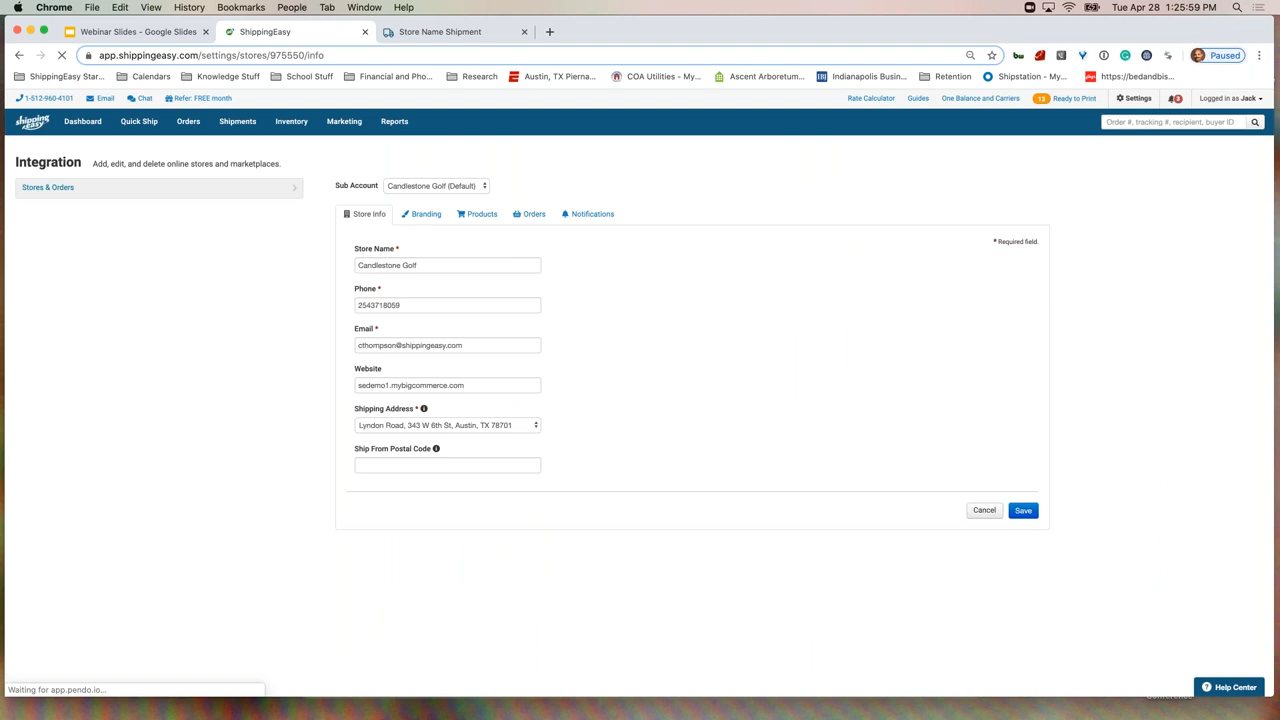 Chrome File Edit View History Bookmarks People Tab Window Help Tue Apr 28 1:25:59 PM
Webinar Slides - Google Slides ShippingEasy Store Name Shipment
app.shippingeasy.com/settings/stores/975550/info Paused
ShippingEasy Star... Calendars Knowledge Stuff School Stuff Financial and Pho... Research Austin, TX Pierna... COA Utilities - My... Ascent Arboretum... Indianapolis Busin... Retention Shipstation - My... https://bedandbis...
1-512-960-4101 Email Chat Refer: FREE month Rate Calculator Guides One Balance and Carriers 13 Ready to Print Settings 3 Logged in as Jack
shipping easy Dashboard Quick Ship Orders Shipments Inventory Marketing Reports Order #, tracking #, recipient, buyer ID
Integration Add, edit, and delete online stores and marketplaces.
Stores & Orders
Sub Account Candlestone Golf (Default)
Store Info Branding Products Orders Notifications
* Required field.
Store Name *
Candlestone Golf
Phone *
2543718059
Email *
cthompson@shippingeasy.com
Website
sedemo1.mybigcommerce.com
Shipping Address *
Lyndon Road, 343 W 6th St, Austin, TX 78701
Ship From Postal Code
Cancel Save
Waiting for app.pendo.io...
Help Center